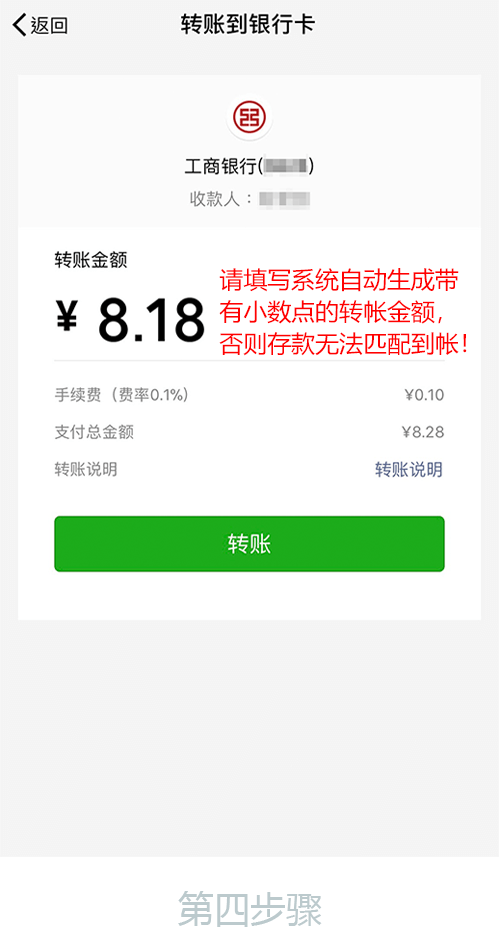 返回
转账到银行卡
工商银行( )
收款人：
转账金额
¥ 8.18
请填写系统自动生成带
有小数点的转帐金额，
否则存款无法匹配到帐！
手续费（费率0.1%） ¥0.10
支付总金额 ¥8.28
转账说明 转账说明
转账
第四步骤